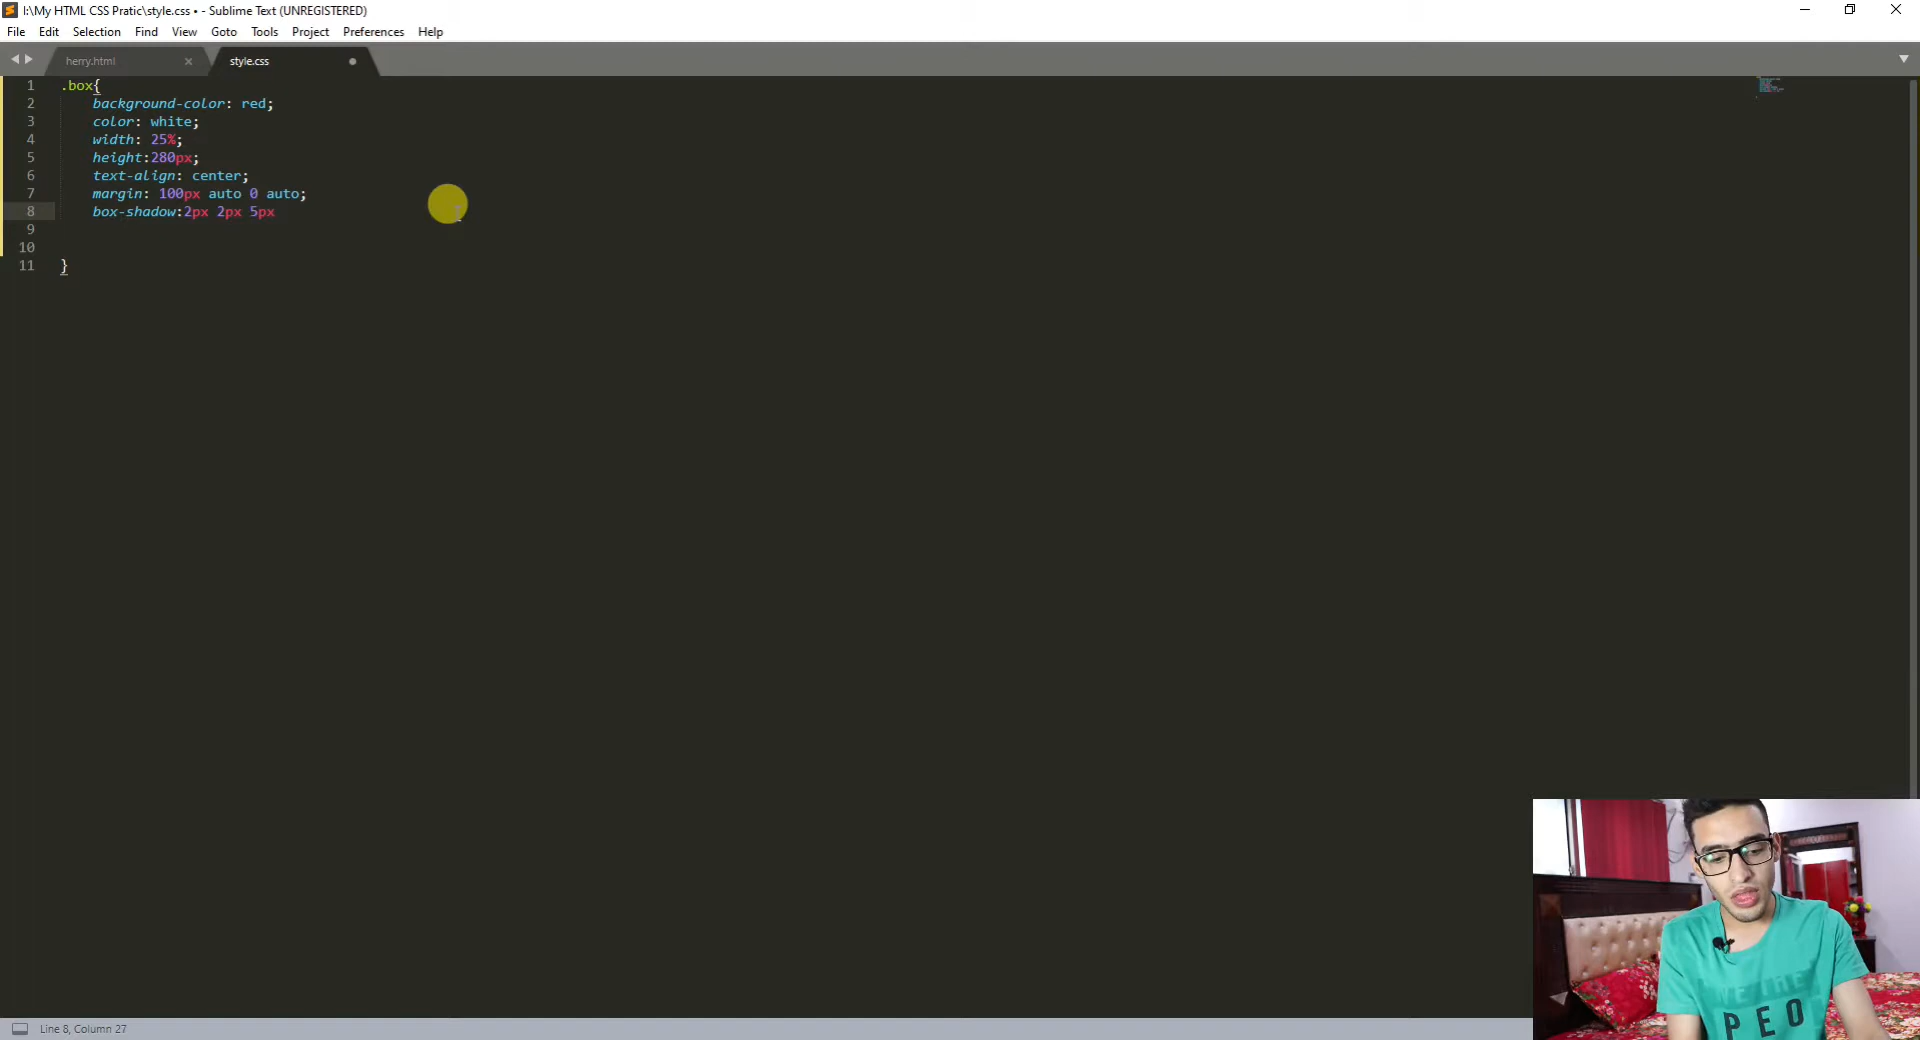 I:\My HTML CSS Pratic\style.css • - Sublime Text (UNREGISTERED)
File Edit Selection Find View Goto Tools Project Preferences Help
herry.html × style.css
1 .box{
2 background-color: red;
3 color: white;
4 width: 25%;
5 height:280px;
6 text-align: center;
7 margin: 100px auto 0 auto;
8 box-shadow:2px 2px 5px
9
10
11 }
Line 8, Column 27
PEO